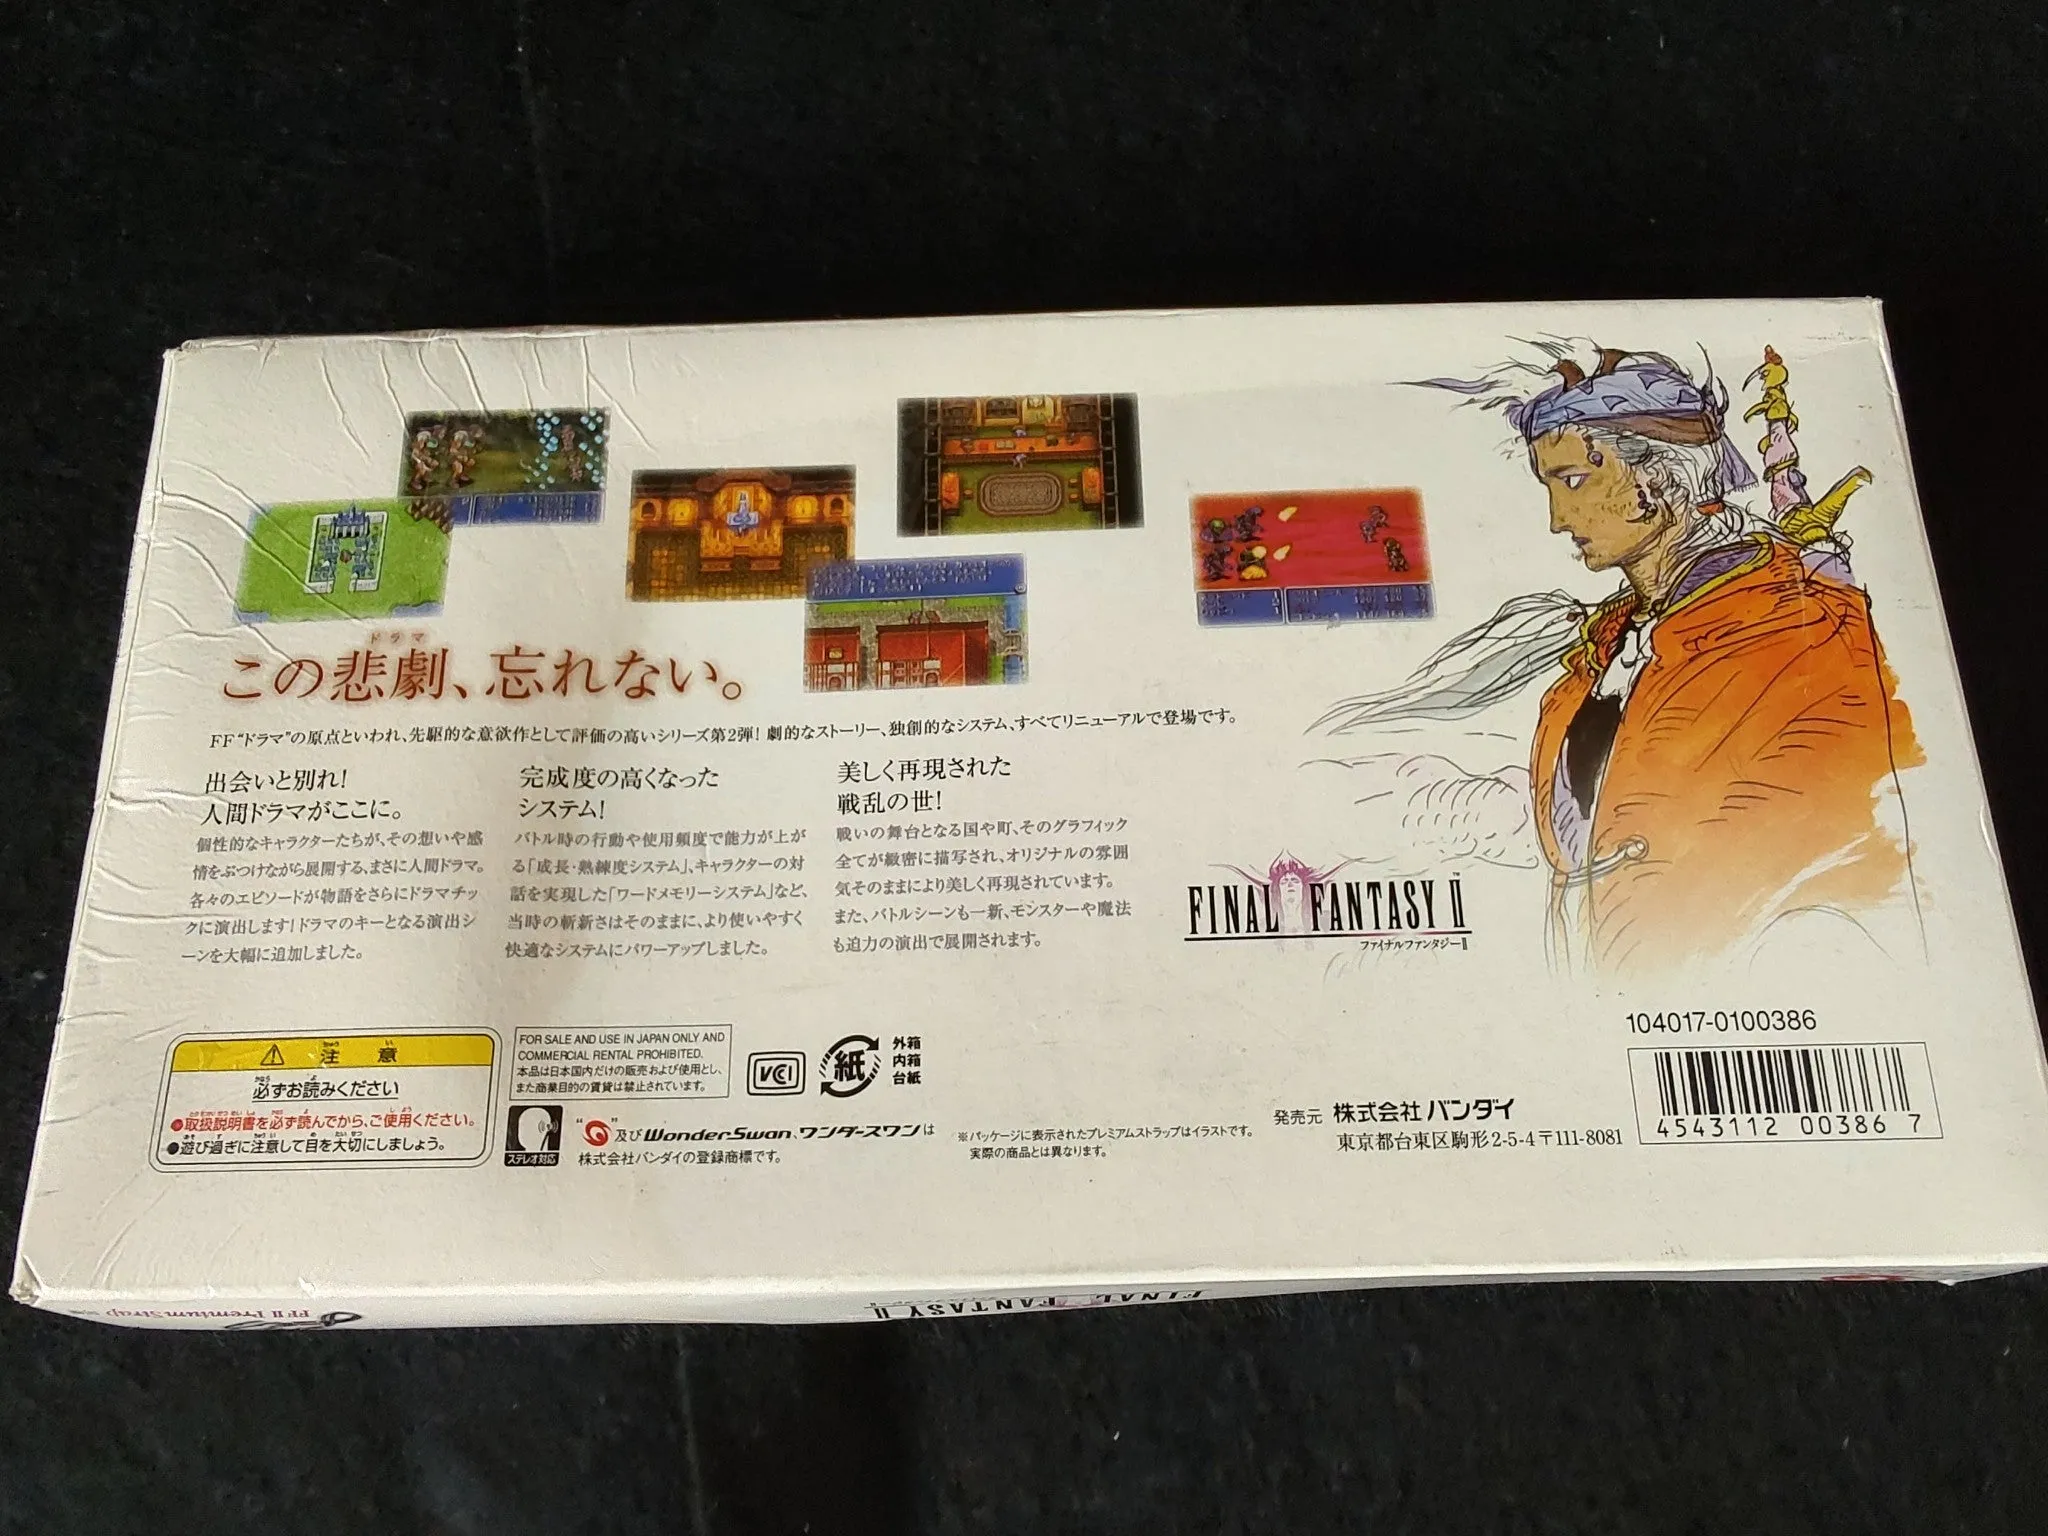 ドラマ
この悲劇、忘れない。
FF“ドラマ”の原点といわれ、先駆的な意欲作として評価の高いシリーズ第2弾! 劇的なストーリー、独創的なシステム、すべてリニューアルで登場です。
出会いと別れ!
人間ドラマがここに。
個性的なキャラクターたちが、その想いや感
情をぶつけながら展開する、まさに人間ドラマ。
各々のエピソードが物語をさらにドラマチッ
クに演出します!ドラマのキーとなる演出シ
ーンを大幅に追加しました。
完成度の高くなった
システム!
バトル時の行動や使用頻度で能力が上が
る「成長・熟練度システム」、キャラクターの対
話を実現した「ワードメモリーシステム」など、
当時の斬新さはそのままに、より使いやすく
快適なシステムにパワーアップしました。
美しく再現された
戦乱の世!
戦いの舞台となる国や町、そのグラフィック
全てが緻密に描写され、オリジナルの雰囲
気そのままにより美しく再現されています。
また、バトルシーンも一新、モンスターや魔法
も迫力の演出で展開されます。
FINAL FANTASY II
ファイナルファンタジーII
ちゅう い
注 意
必ずお読みください
●取扱説明書を必ず読んでから、ご使用ください。
●遊び過ぎに注意して目を大切にしましょう。
FOR SALE AND USE IN JAPAN ONLY AND
COMMERCIAL RENTAL PROHIBITED.
本品は日本国内だけの販売および使用とし、
また商業目的の賃貸は禁止されています。
VCCI
紙
外箱
内箱
台紙
ステレオ対応
“ ”及びWonderSwan、ワンダースワンは
株式会社バンダイの登録商標です。
※パッケージに表示されたプレミアムストラップはイラストです。
実際の商品とは異なります。
発売元 株式会社バンダイ
東京都台東区駒形2-5-4〒111-8081
104017-0100386
4543112 00386 7
FF II Premium Strap
FINAL FANTASY II